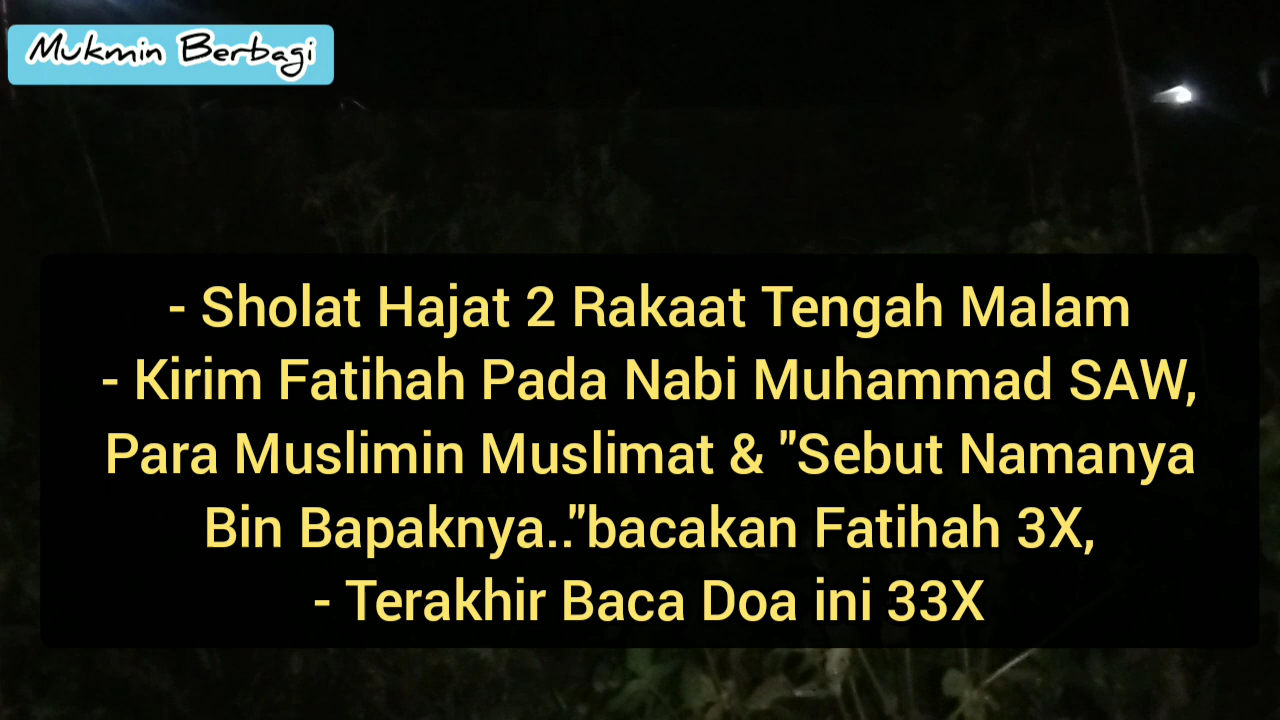 Mukmin Berbagi
- Sholat Hajat 2 Rakaat Tengah Malam
- Kirim Fatihah Pada Nabi Muhammad SAW,
Para Muslimin Muslimat & "Sebut Namanya
Bin Bapaknya.."bacakan Fatihah 3X,
- Terakhir Baca Doa ini 33X